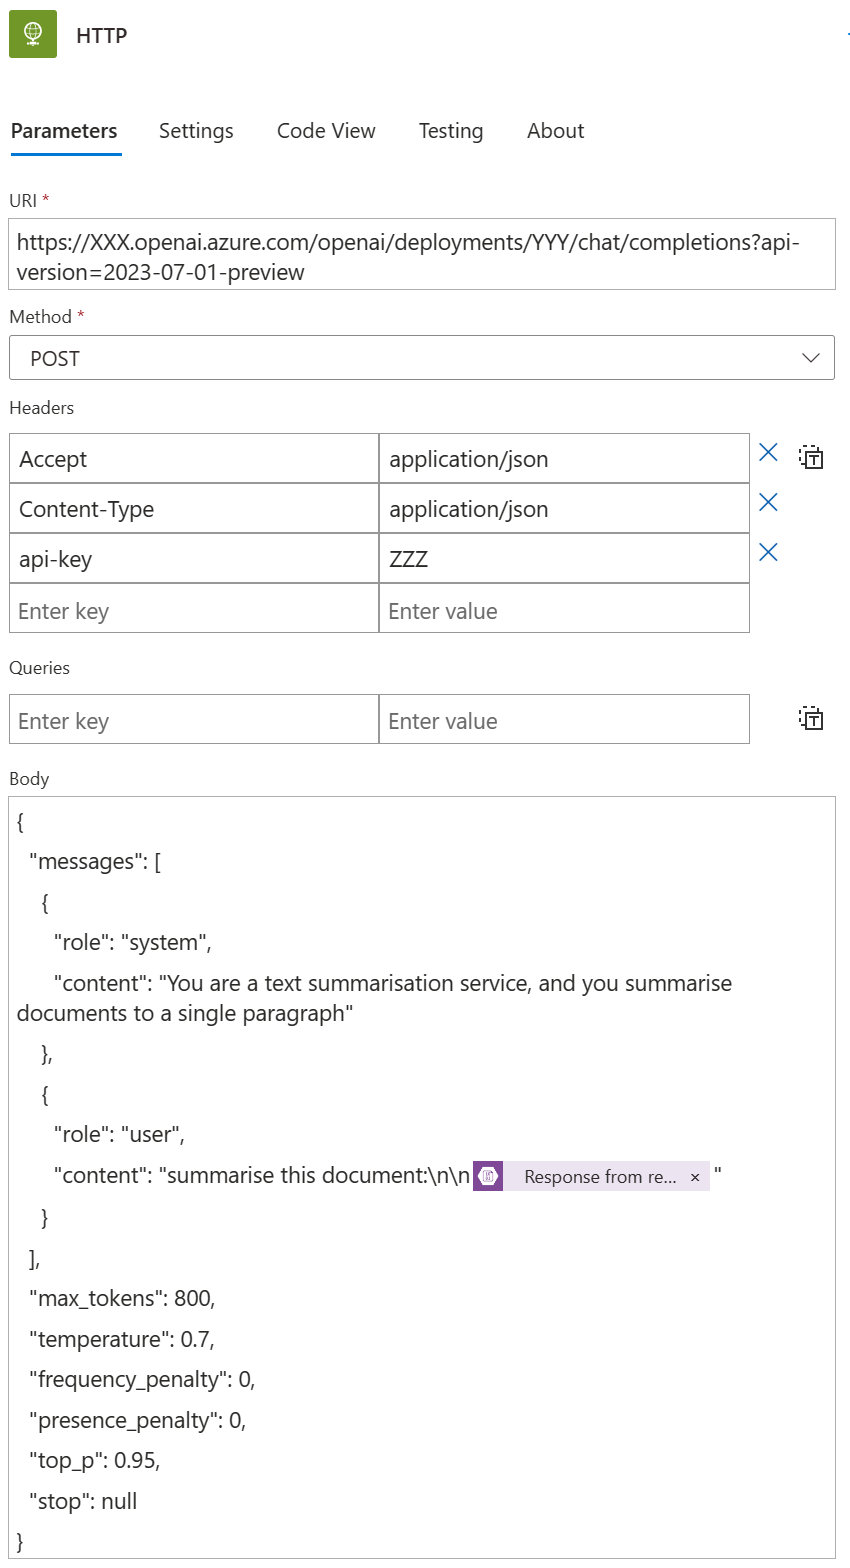 HTTP
Parameters Settings Code View Testing About
URI *
https://XXX.openai.azure.com/openai/deployments/YYY/chat/completions?api-
version=2023-07-01-preview
Method *
POST
Headers
Accept application/json
Content-Type application/json
api-key ZZZ
Enter key Enter value
Queries
Enter key Enter value
Body
{
"messages": [
{
"role": "system",
"content": "You are a text summarisation service, and you summarise
documents to a single paragraph"
},
{
"role": "user",
"content": "summarise this document:\n\n Response from re... × "
}
],
"max_tokens": 800,
"temperature": 0.7,
"frequency_penalty": 0,
"presence_penalty": 0,
"top_p": 0.95,
"stop": null
}